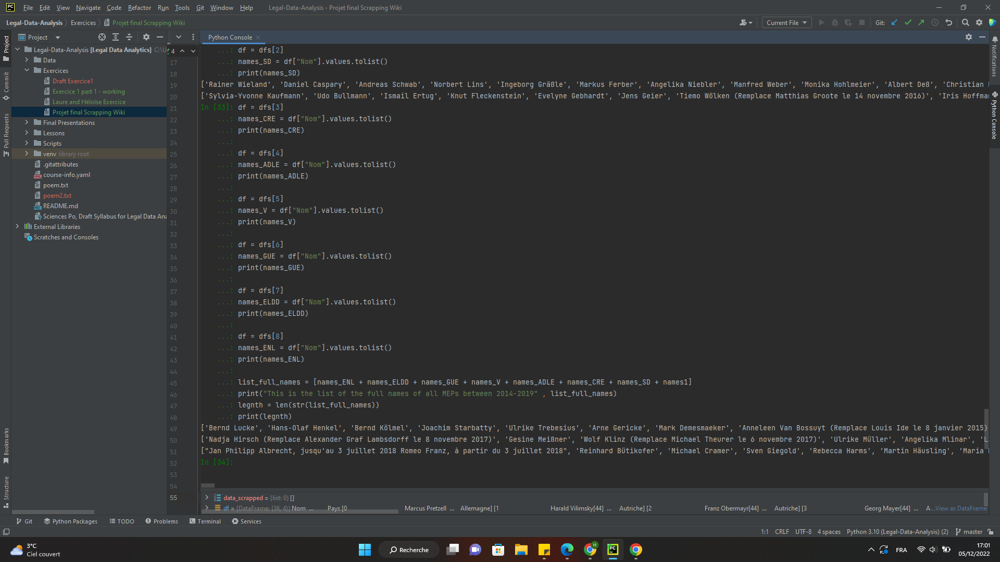 PC File Edit View Navigate Code Refactor Run Tools Git Window Help Legal-Data-Analysis - Projet final Scrapping Wiki
Legal-Data-Analysis Exercices Projet final Scrapping Wiki Current File Git:
Project Python Console
Project
Commit
Pull Requests
Bookmarks
Structure
Notifications
Python Console
Legal-Data-Analysis [Legal Data Analytics] C:\U
Data
Exercices
Draft Exercice1
Exercice 1 part 1 - working
Laure and Héloïse Exercice
Projet final Scrapping Wiki
Final Presentations
Lessons
Scripts
venv library root
.gitattributes
course-info.yaml
poem.txt
poem2.txt
README.md
Sciences Po, Draft Syllabus for Legal Data Ana
External Libraries
Scratches and Consoles
4
17
18
19
20
21
22
23
24
25
26
27
28
29
30
31
32
33
34
35
36
37
38
39
40
41
42
43
44
45
46
47
48
49
50
51
52
53
54
55
...: df = dfs[2]
...: names_SD = df["Nom"].values.tolist()
...: print(names_SD)
['Rainer Wieland', 'Daniel Caspary', 'Andreas Schwab', 'Norbert Lins', 'Ingeborg Gräßle', 'Markus Ferber', 'Angelika Niebler', 'Manfred Weber', 'Monika Hohlmeier', 'Albert Deß', 'Christian
['Sylvia-Yvonne Kaufmann', 'Udo Bullmann', 'Ismail Ertug', 'Knut Fleckenstein', 'Evelyne Gebhardt', 'Jens Geier', 'Tiemo Wölken (Remplace Matthias Groote le 14 novembre 2016)', 'Iris Hoffma
In [33]: df = dfs[3]
...: names_CRE = df["Nom"].values.tolist()
...: print(names_CRE)
...:
...: df = dfs[4]
...: names_ADLE = df["Nom"].values.tolist()
...: print(names_ADLE)
...:
...: df = dfs[5]
...: names_V = df["Nom"].values.tolist()
...: print(names_V)
...:
...: df = dfs[6]
...: names_GUE = df["Nom"].values.tolist()
...: print(names_GUE)
...:
...: df = dfs[7]
...: names_ELDD = df["Nom"].values.tolist()
...: print(names_ELDD)
...:
...: df = dfs[8]
...: names_ENL = df["Nom"].values.tolist()
...: print(names_ENL)
...:
...: list_full_names = [names_ENL + names_ELDD + names_GUE + names_V + names_ADLE + names_CRE + names_SD + names1]
...: print("This is the list of the full names of all MEPs between 2014-2019" , list_full_names)
...: legnth = len(str(list_full_names))
...: print(legnth)
['Bernd Lucke', 'Hans-Olaf Henkel', 'Bernd Kölmel', 'Joachim Starbatty', 'Ulrike Trebesius', 'Arne Gericke', 'Mark Demesmaeker', 'Anneleen Van Bossuyt (Remplace Louis Ide le 8 janvier 2015)
['Nadja Hirsch (Remplace Alexander Graf Lambsdorff le 8 novembre 2017)', 'Gesine Meißner', 'Wolf Klinz (Remplace Michael Theurer le 6 novembre 2017)', 'Ulrike Müller', 'Angelika Mlinar', 'L
["Jan Philipp Albrecht, jusqu'au 3 juillet 2018 Romeo Franz, à partir du 3 juillet 2018", 'Reinhard Bütikofer', 'Michael Cramer', 'Sven Giegold', 'Rebecca Harms', 'Martin Häusling', 'Maria
In [34]:
data_scrapped = {list: 0} []
df = {DataFrame: (36, 4)} Nom ... Pays [0 Marcus Pretzell ... Allemagne] [1 Harald Vilimsky[44] ... Autriche] [2 Franz Obermayr[44] ... Autriche] [3 Georg Mayer[44] ... A...View as DataFrame
Git Python Packages TODO Problems Terminal Services
1:1 CRLF UTF-8 4 spaces Python 3.10 (Legal-Data-Analysis) (2) master
3°C
Ciel couvert
Recherche
H
PC
FRA
17:01
05/12/2022